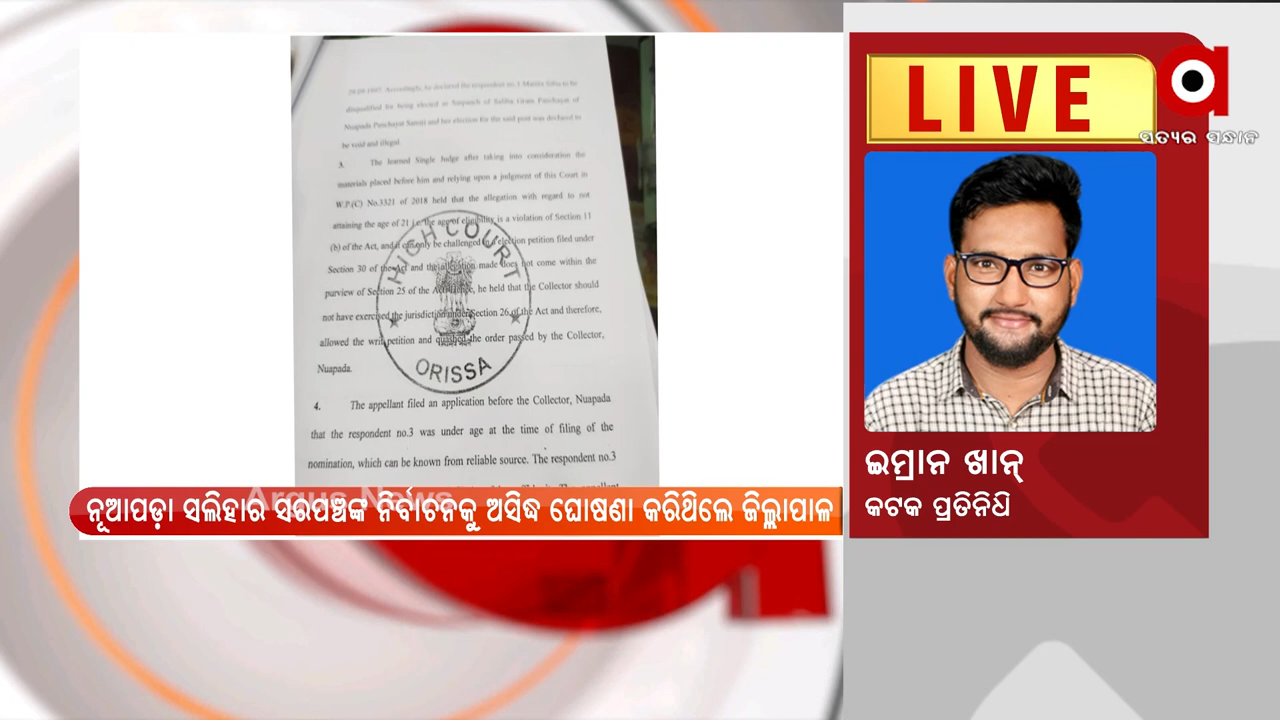 29.09.1997. Accordingly, he declared the respondent no.3 to be
disqualified for being elected as Sarpanch of Saliha Gram Panchayat of
Nuapada Panchayat Samiti and her election for the said post was declared to
be void and illegal.
3. The learned Single Judge after taking into consideration the
materials placed before him and relying upon a judgment of this Court in
W.P.(C) No.3321 of 2018 held that the allegation with regard to not
attaining the age of 21 i.e. the age of eligibility is a violation of Section 11
(b) of the Act, and it can only be challenged in a election petition filed under
Section 30 of the Act and the allegation made does not come within the
purview of Section 25 of the Act. Hence, he held that the Collector should
not have exercised the jurisdiction under Section 26 of the Act and therefore,
allowed the writ petition and quashed the order passed by the Collector,
Nuapada.
HIGH COURT
ORISSA
4. The appellant filed an application before the Collector, Nuapada
that the respondent no.3 was under age at the time of filing of the
nomination, which can be known from reliable source. The respondent no.3
Argus News
ନୂଆପଡ଼ା ସଲିହାର ସରପଞ୍ଚଙ୍କ ନିର୍ବାଚନକୁ ଅସିଦ୍ଧ ଘୋଷଣା କରିଥିଲେ ଜିଲ୍ଲାପାଳ
LIVE
ସତ୍ୟର ସନ୍ଧାନ
ଇମ୍ରାନ ଖାନ୍
କଟକ ପ୍ରତିନିଧି